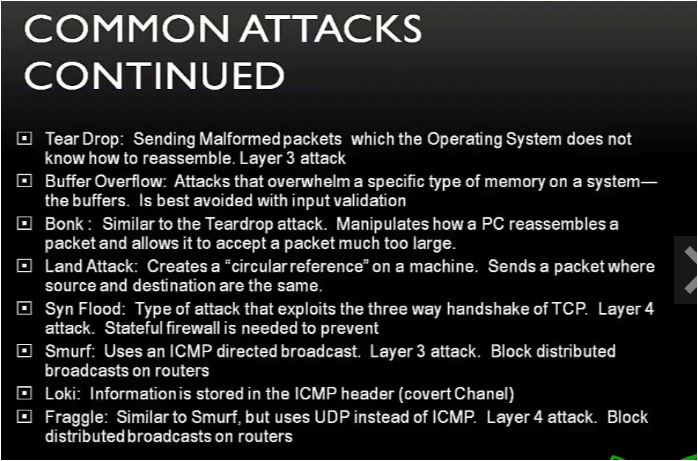 COMMON ATTACKS
CONTINUED
Tear Drop: Sending Malformed packets which the Operating System does not
know how to reassemble. Layer 3 attack
Buffer Overflow: Attacks that overwhelm a specific type of memory on a system—
the buffers. Is best avoided with input validation
Bonk : Similar to the Teardrop attack. Manipulates how a PC reassembles a
packet and allows it to accept a packet much too large.
Land Attack: Creates a “circular reference” on a machine. Sends a packet where
source and destination are the same.
Syn Flood: Type of attack that exploits the three way handshake of TCP. Layer 4
attack. Stateful firewall is needed to prevent
Smurf: Uses an ICMP directed broadcast. Layer 3 attack. Block distributed
broadcasts on routers
Loki: Information is stored in the ICMP header (covert Chanel)
Fraggle: Similar to Smurf, but uses UDP instead of ICMP. Layer 4 attack. Block
distributed broadcasts on routers